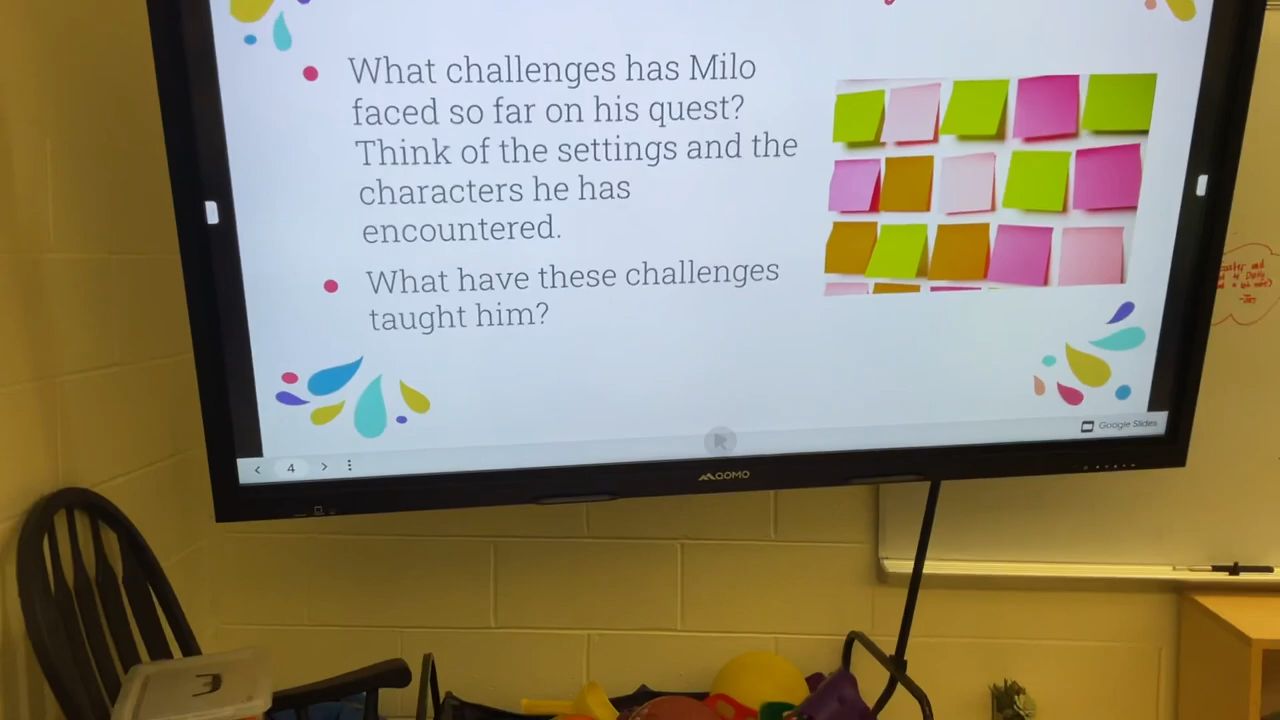 What challenges has Milo
faced so far on his quest?
Think of the settings and the
characters he has
encountered.
What have these challenges
taught him?
4
Google Slides
QOMO